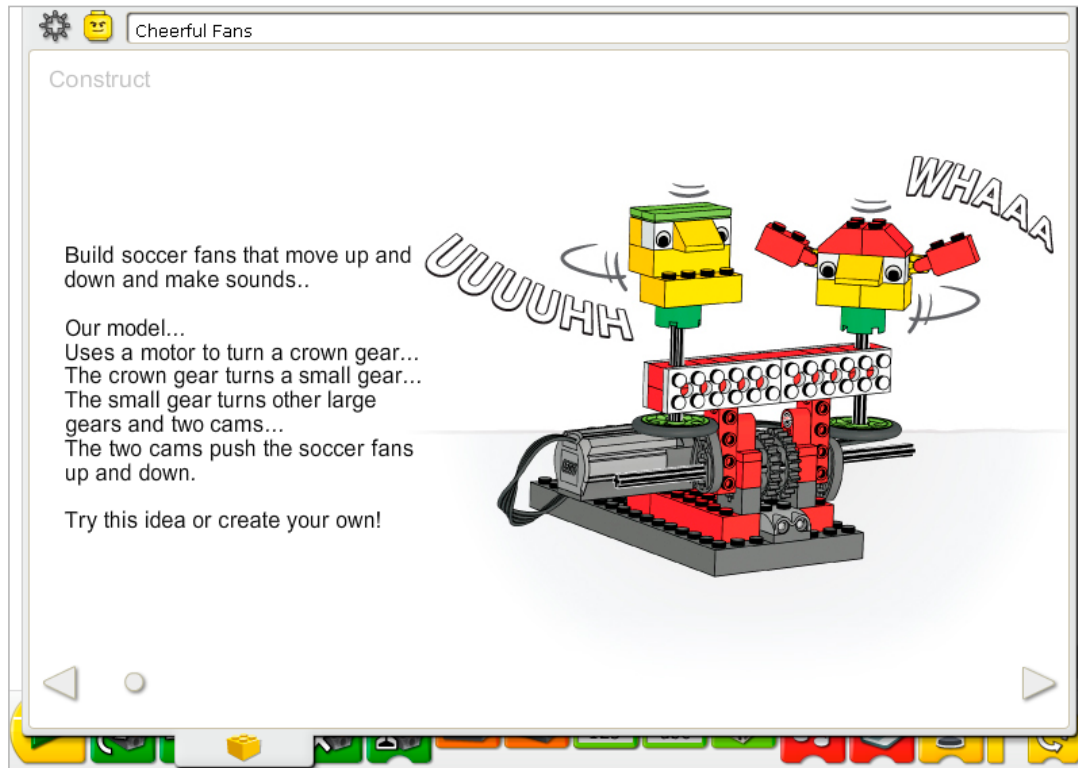 Cheerful Fans
Construct
WHAAA
UUUUHH
Build soccer fans that move up and
down and make sounds..
Our model...
Uses a motor to turn a crown gear...
The crown gear turns a small gear...
The small gear turns other large
gears and two cams...
The two cams push the soccer fans
up and down.
Try this idea or create your own!